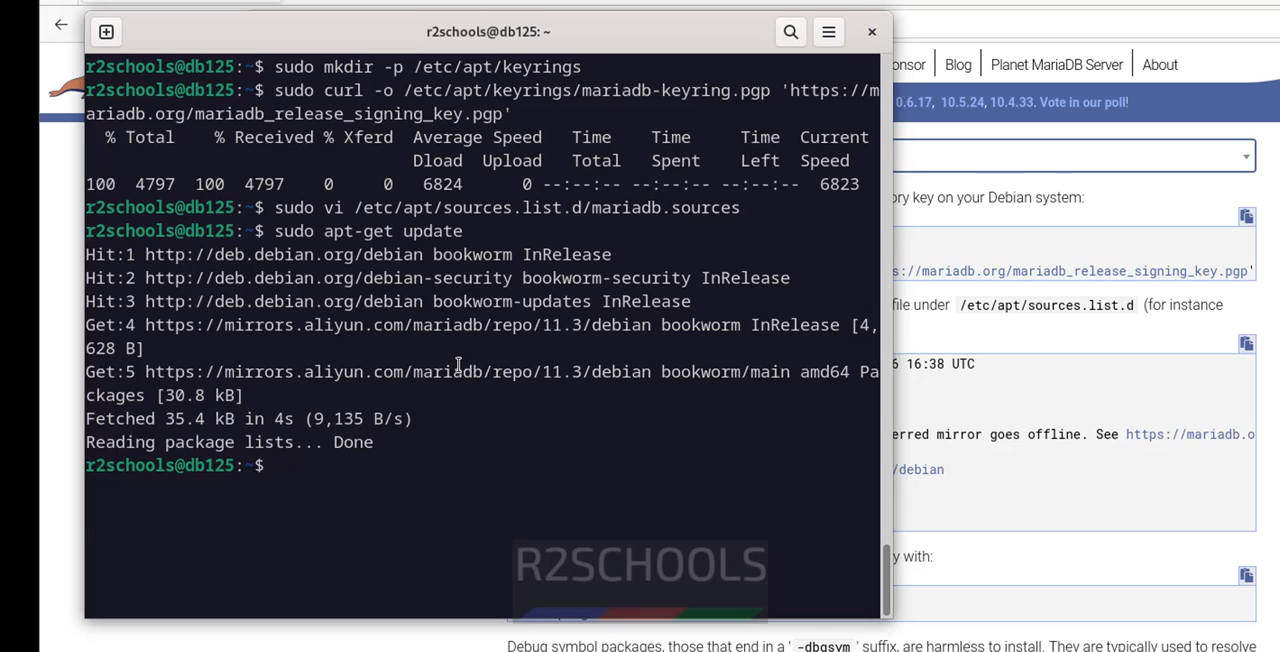 r2schools@db125: ~
r2schools@db125:~$ sudo mkdir -p /etc/apt/keyrings
r2schools@db125:~$ sudo curl -o /etc/apt/keyrings/mariadb-keyring.pgp 'https://m
ariadb.org/mariadb_release_signing_key.pgp'
% Total % Received % Xferd Average Speed Time Time Time Current
Dload Upload Total Spent Left Speed
100 4797 100 4797 0 0 6824 0 --:--:-- --:--:-- --:--:-- 6823
r2schools@db125:~$ sudo vi /etc/apt/sources.list.d/mariadb.sources
r2schools@db125:~$ sudo apt-get update
Hit:1 http://deb.debian.org/debian bookworm InRelease
Hit:2 http://deb.debian.org/debian-security bookworm-security InRelease
Hit:3 http://deb.debian.org/debian bookworm-updates InRelease
Get:4 https://mirrors.aliyun.com/mariadb/repo/11.3/debian bookworm InRelease [4,
628 B]
Get:5 https://mirrors.aliyun.com/mariadb/repo/11.3/debian bookworm/main amd64 Pa
ckages [30.8 kB]
Fetched 35.4 kB in 4s (9,135 B/s)
Reading package lists... Done
r2schools@db125:~$
R2SCHOOLS
onsor Blog Planet MariaDB Server About
0.6.17, 10.5.24, 10.4.33. Vote in our poll!
ory key on your Debian system:
s://mariadb.org/mariadb_release_signing_key.pgp'
file under /etc/apt/sources.list.d (for instance
6 16:38 UTC
erred mirror goes offline. See https://mariadb.o
/debian
y with:
Debug symbol packages, those that end in a '-dbgsym' suffix, are harmless to install. They are typically used to resolve